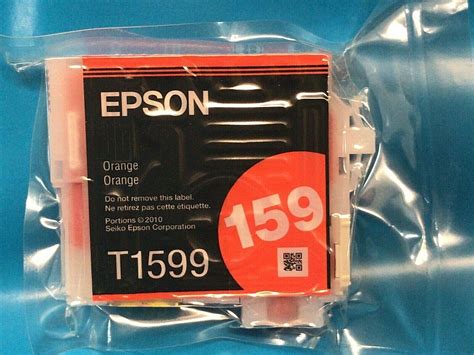 EPSON
Orange
Orange
Do not remove this label.
Ne retirez pas cette étiquette.
Portions ©2010
Seiko Epson Corporation
159
T1599